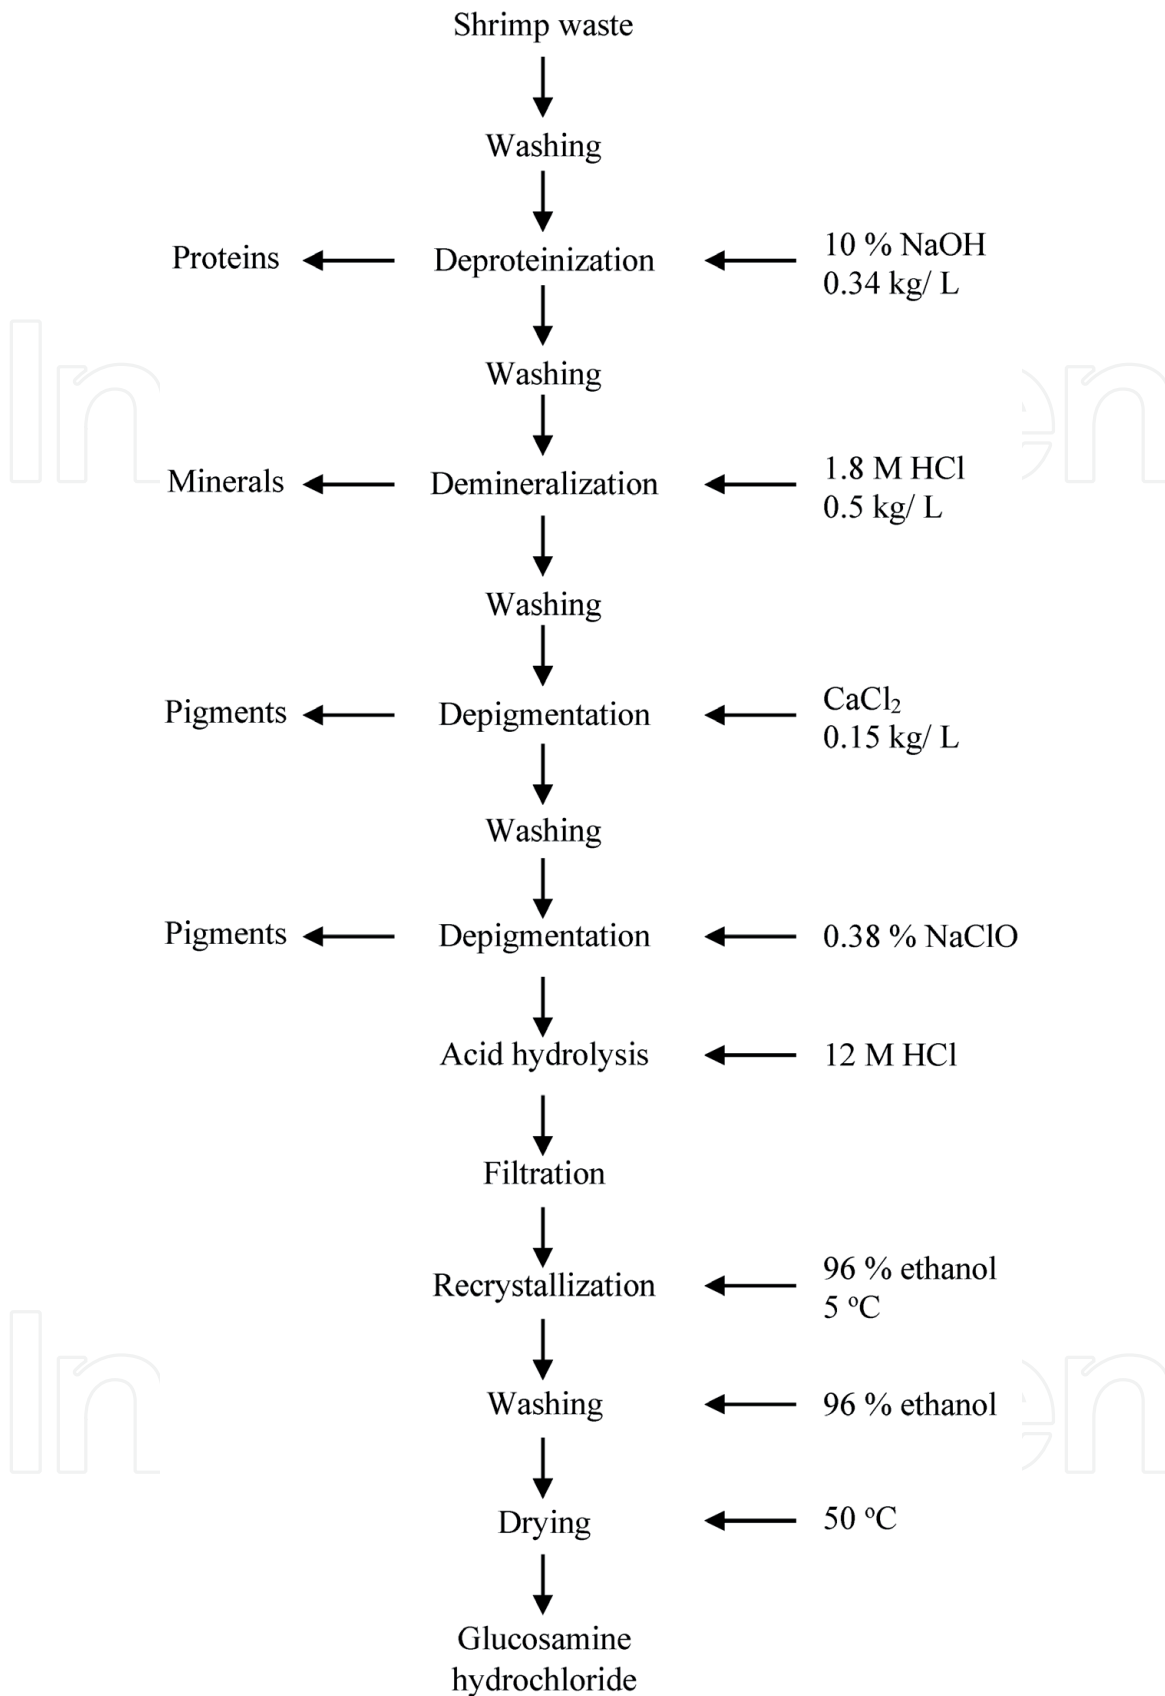 Shrimp waste
Washing
Proteins
Deproteinization
10 % NaOH
0.34 kg/ L
Washing
Minerals
Demineralization
1.8 M HCl
0.5 kg/ L
Washing
Pigments
Depigmentation
CaCl₂
0.15 kg/ L
Washing
Pigments
Depigmentation
0.38 % NaClO
Acid hydrolysis
12 M HCl
Filtration
Recrystallization
96 % ethanol
5 °C
Washing
96 % ethanol
Drying
50 °C
Glucosamine
hydrochloride